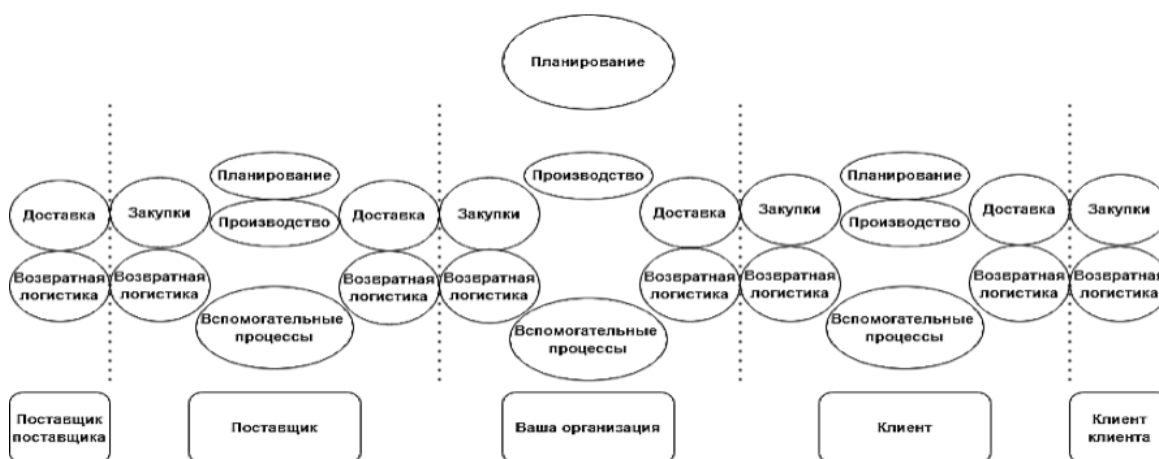 Планирование
Планирование
Производство
Планирование
Доставка
Закупки
Производство
Доставка
Закупки
Доставка
Закупки
Производство
Доставка
Закупки
Возвратная
логистика
Возвратная
логистика
Возвратная
логистика
Возвратная
логистика
Возвратная
логистика
Возвратная
логистика
Возвратная
логистика
Возвратная
логистика
Вспомогательные
процессы
Вспомогательные
процессы
Вспомогательные
процессы
Поставщик
поставщика
Поставщик
Ваша организация
Клиент
Клиент
клиента